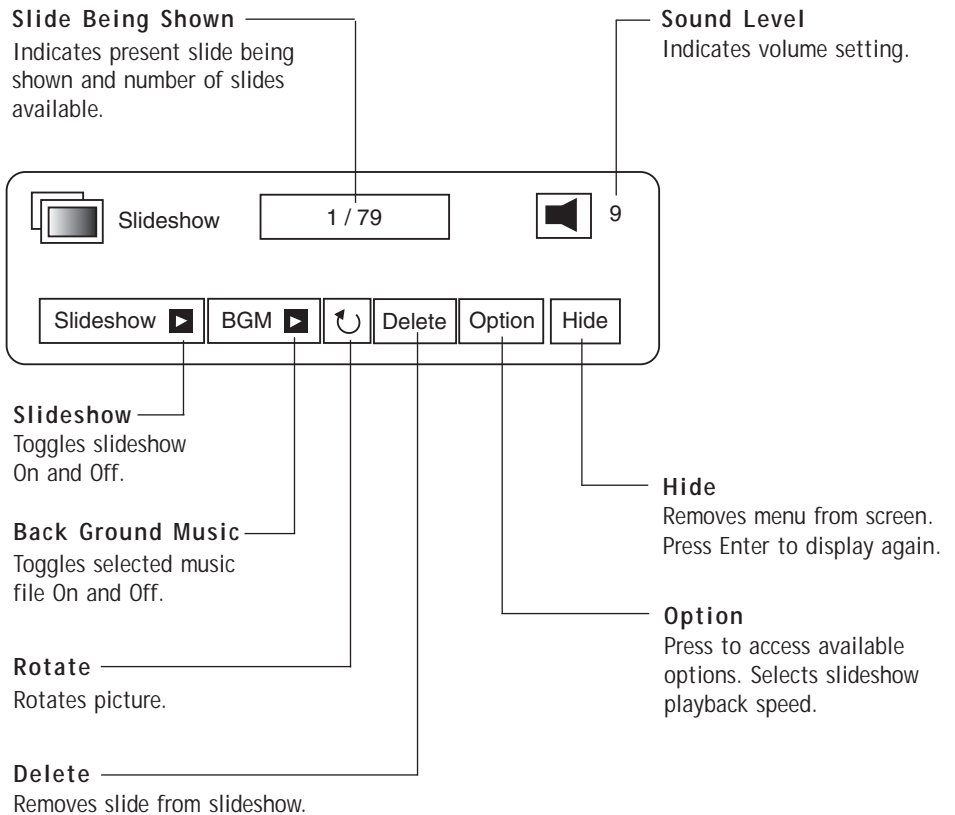 Slide Being Shown
Indicates present slide being
shown and number of slides
available.
Sound Level
Indicates volume setting.
Slideshow
1 / 79
9
Slideshow
BGM
Delete
Option
Hide
Slideshow
Toggles slideshow
On and Off.
Back Ground Music
Toggles selected music
file On and Off.
Rotate
Rotates picture.
Delete
Removes slide from slideshow.
Hide
Removes menu from screen.
Press Enter to display again.
Option
Press to access available
options. Selects slideshow
playback speed.